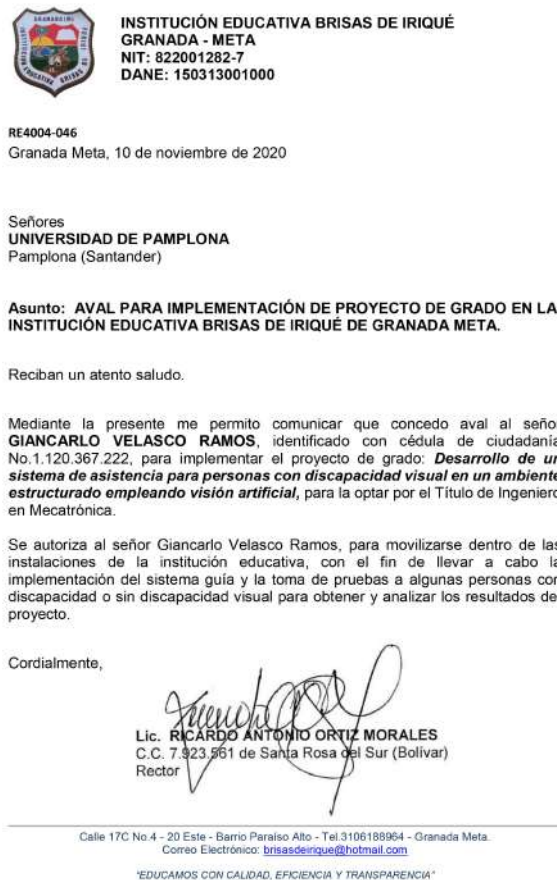 INSTITUCIÓN EDUCATIVA BRISAS DE IRIQUÉ
GRANADA - META
NIT: 822001282-7
DANE: 150313001000
RE4004-046
Granada Meta, 10 de noviembre de 2020
Señores
UNIVERSIDAD DE PAMPLONA
Pamplona (Santander)
Asunto: AVAL PARA IMPLEMENTACIÓN DE PROYECTO DE GRADO EN LA
INSTITUCIÓN EDUCATIVA BRISAS DE IRIQUÉ DE GRANADA META.
Reciban un atento saludo.
Mediante la presente me permito comunicar que concedo aval al seño
GIANCARLO VELASCO RAMOS, identificado con cédula de ciudadanía
No.1.120.367.222, para implementar el proyecto de grado: Desarrollo de un
sistema de asistencia para personas con discapacidad visual en un ambiente
estructurado empleando visión artificial, para la optar por el Título de Ingeniero
en Mecatrónica.
Se autoriza al señor Giancarlo Velasco Ramos, para movilizarse dentro de las
instalaciones de la institución educativa, con el fin de llevar a cabo la
implementación del sistema guía y la toma de pruebas a algunas personas con
discapacidad o sin discapacidad visual para obtener y analizar los resultados de
proyecto.
Cordialmente,
Lic. RICARDO ANTONIO ORTIZ MORALES
C.C. 7.923.561 de Santa Rosa del Sur (Bolivar)
Rector
Calle 17C No.4 - 20 Este - Barrio Paraíso Alto - Tel.3106188964 - Granada Meta.
Correo Electrónico: brisasdeirique@hotmail.com
"EDUCAMOS CON CALIDAD, EFICIENCIA Y TRANSPARENCIA"